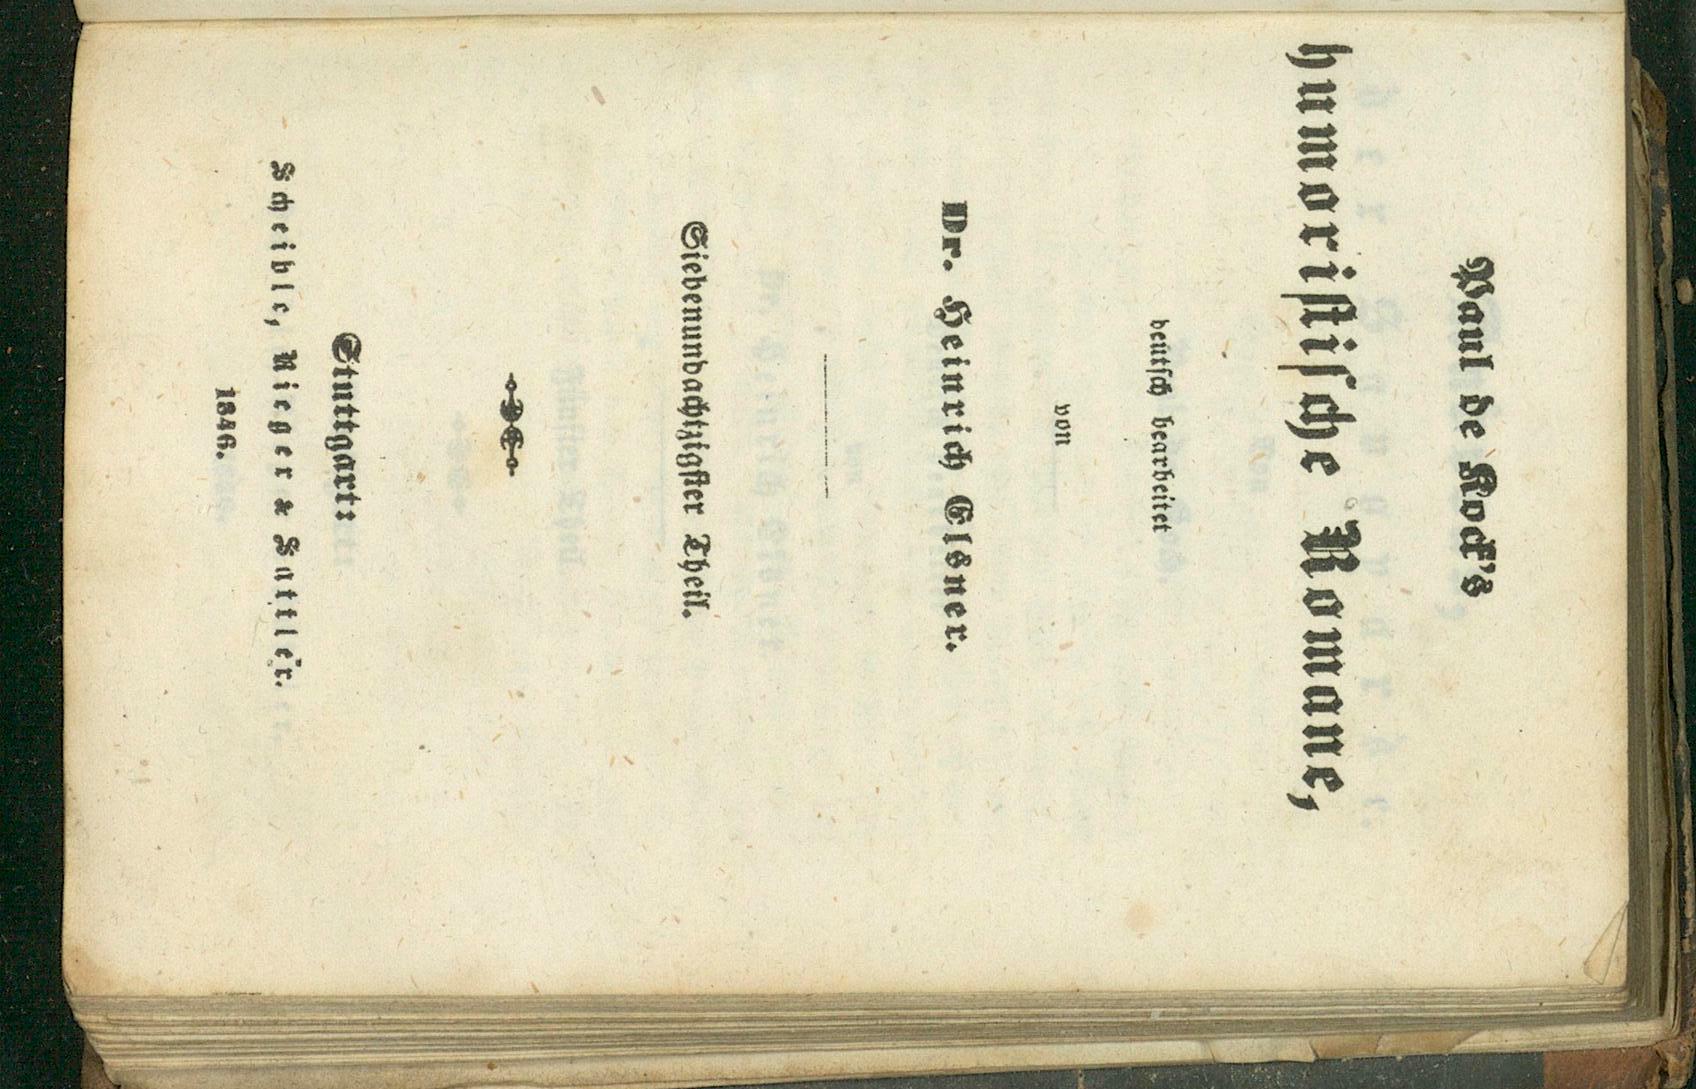 Paul de Kock's
humoriſtiſche Romane,
deutſch bearbeitet
von
Dr. Heinrich Elsner.
Siebenundachtzigſter Theil.
Stuttgart:
Scheible, Rieger & Sattler.
1846.